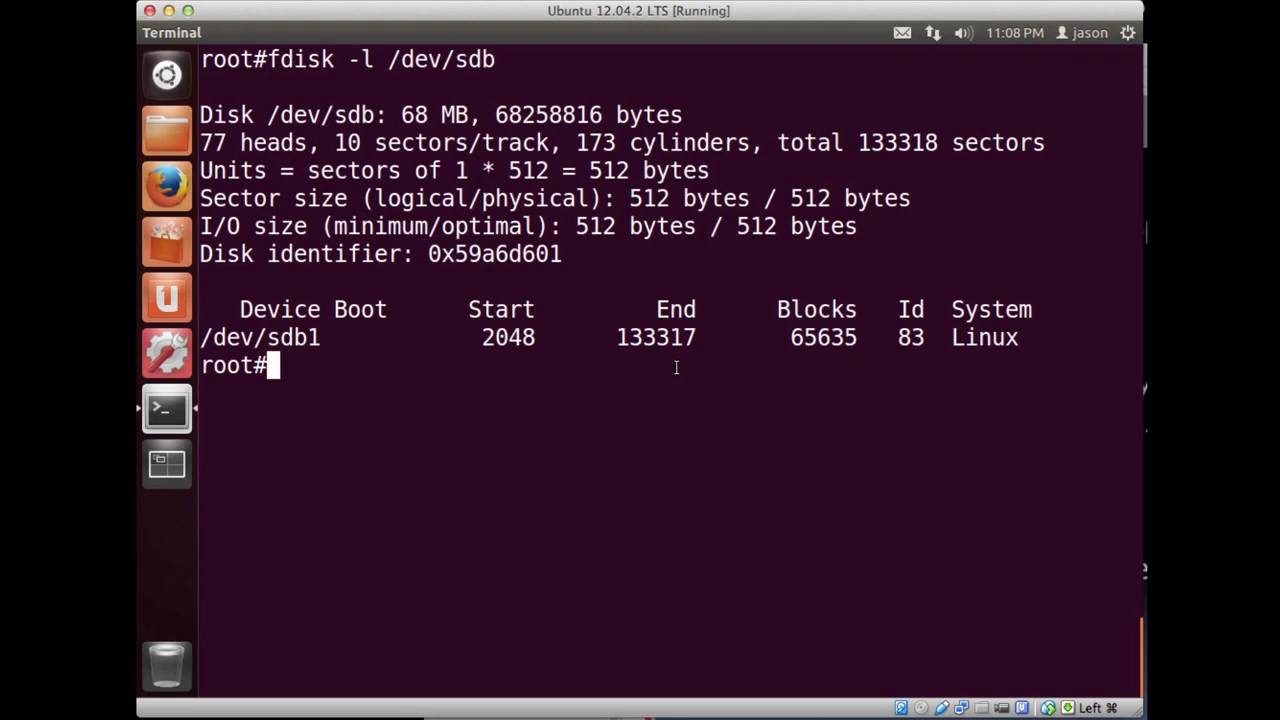 Ubuntu 12.04.2 LTS [Running]
Terminal
11:08 PM
jason
root#fdisk -l /dev/sdb
Disk /dev/sdb: 68 MB, 68258816 bytes
77 heads, 10 sectors/track, 173 cylinders, total 133318 sectors
Units = sectors of 1 * 512 = 512 bytes
Sector size (logical/physical): 512 bytes / 512 bytes
I/O size (minimum/optimal): 512 bytes / 512 bytes
Disk identifier: 0x59a6d601
Device Boot Start End Blocks Id System
/dev/sdb1 2048 133317 65635 83 Linux
root#
Left ⌘